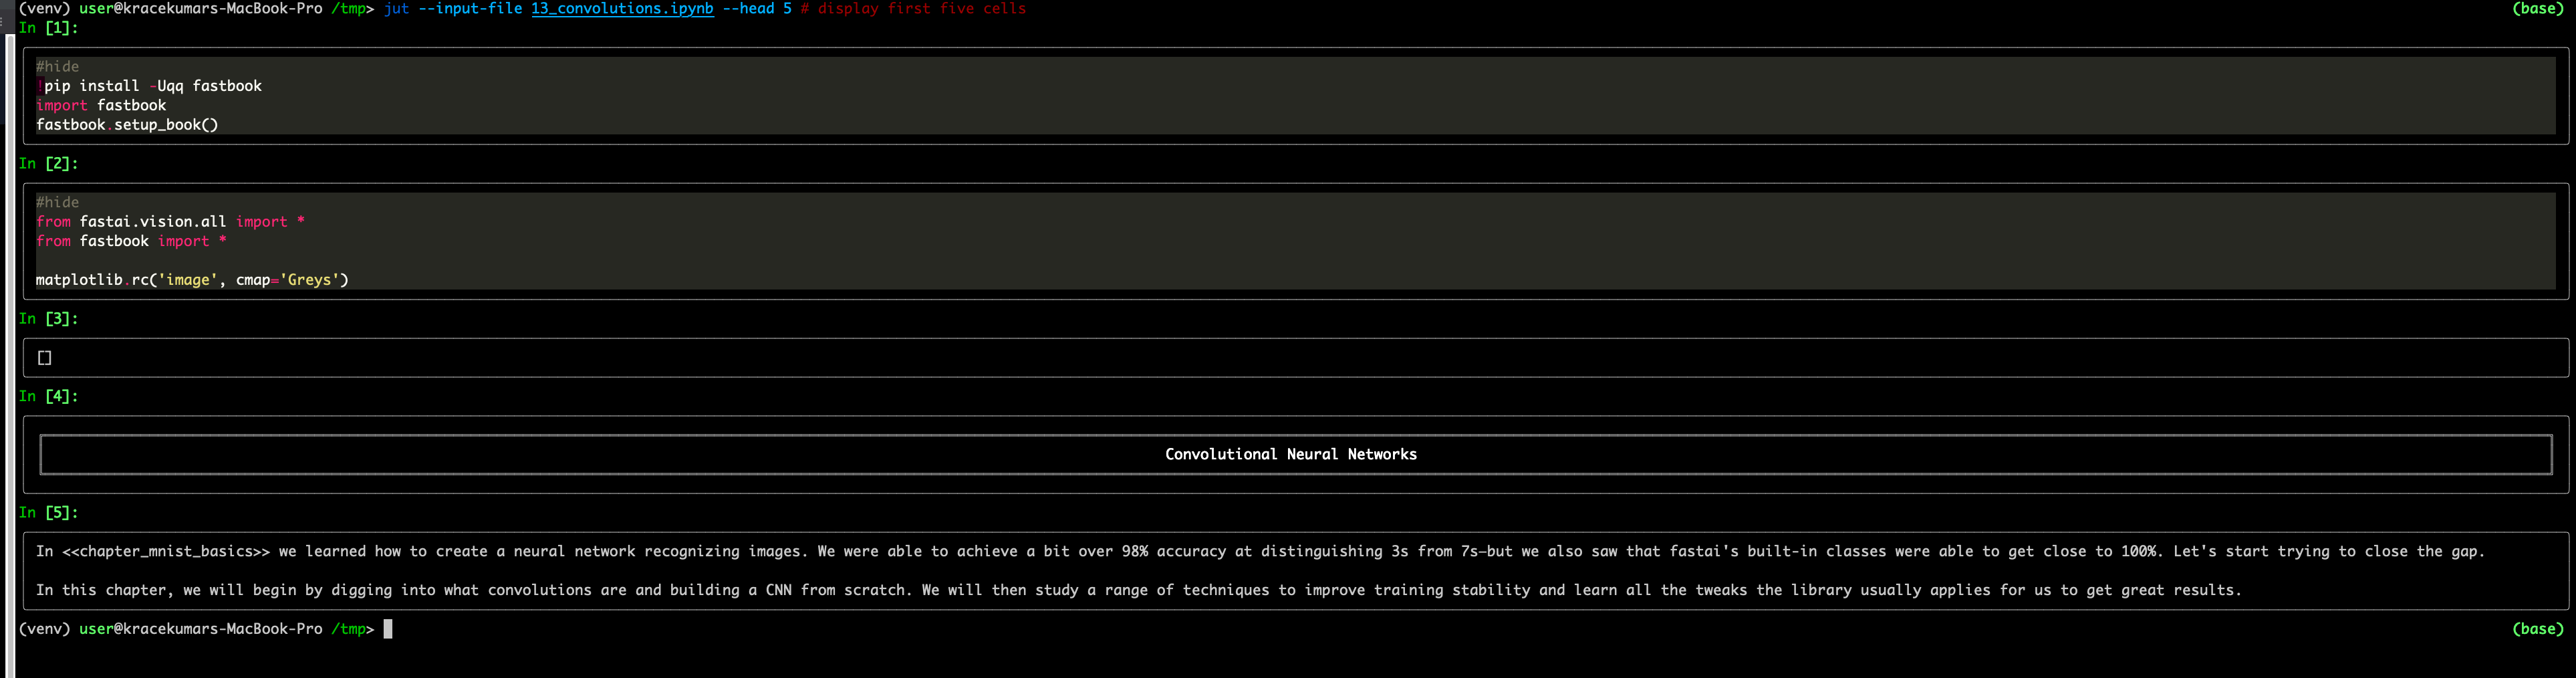 (venv) user@kracekumars-MacBook-Pro /tmp> jut --input-file 13_convolutions.ipynb --head 5 # display first five cells (base)
In [1]:
#hide
!pip install -Uqq fastbook
import fastbook
fastbook.setup_book()
In [2]:
#hide
from fastai.vision.all import *
from fastbook import *
matplotlib.rc('image', cmap='Greys')
In [3]:
[]
In [4]:
Convolutional Neural Networks
In [5]:
In <<chapter_mnist_basics>> we learned how to create a neural network recognizing images. We were able to achieve a bit over 98% accuracy at distinguishing 3s from 7s—but we also saw that fastai's built-in classes were able to get close to 100%. Let's start trying to close the gap.
In this chapter, we will begin by digging into what convolutions are and building a CNN from scratch. We will then study a range of techniques to improve training stability and learn all the tweaks the library usually applies for us to get great results.
(venv) user@kracekumars-MacBook-Pro /tmp> (base)